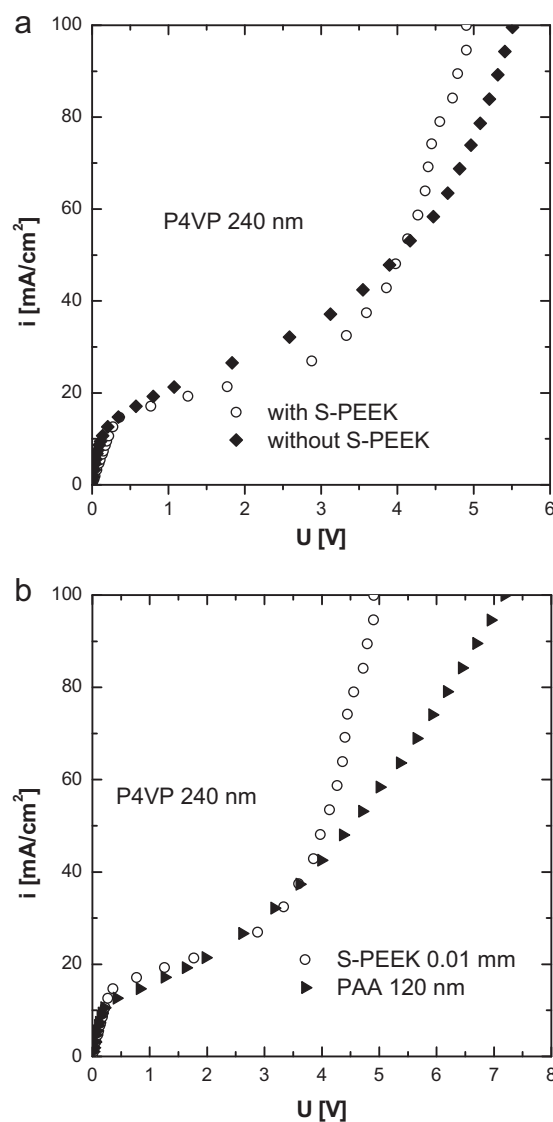 a
100
80
60
40
20
0
i [mA/cm²]
P4VP 240 nm
with S-PEEK
without S-PEEK
0 1 2 3 4 5 6
U [V]
b
100
80
60
40
20
0
i [mA/cm²]
P4VP 240 nm
S-PEEK 0.01 mm
PAA 120 nm
0 1 2 3 4 5 6 7 8
U [V]